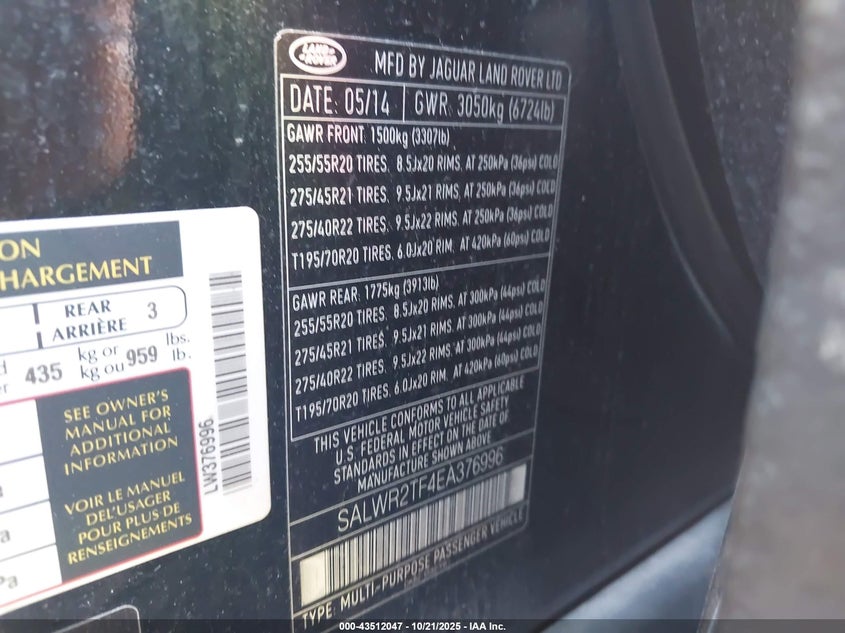 LAND ROVER
MFD BY JAGUAR LAND ROVER LTD
DATE: 05/14 GWR: 3050kg (6724lb)
GAWR FRONT: 1500kg (3307lb)
255/55R20 TIRES. 8.5Jx20 RIMS. AT 250kPa (36psi) COLD
275/45R21 TIRES. 9.5Jx21 RIMS. AT 250kPa (36psi) COLD
275/40R22 TIRES. 9.5Jx22 RIMS. AT 250kPa (36psi) COLD
T195/70R20 TIRES. 6.0Jx20 RIM. AT 420kPa (60psi) COLD
GAWR REAR: 1775kg (3913lb)
255/55R20 TIRES. 8.5Jx20 RIMS. AT 300kPa (44psi) COLD
275/45R21 TIRES. 9.5Jx21 RIMS. AT 300kPa (44psi) COLD
275/40R22 TIRES. 9.5Jx22 RIMS. AT 300kPa (44psi) COLD
T195/70R20 TIRES. 6.0Jx20 RIM. AT 420kPa (60psi) COLD
THIS VEHICLE CONFORMS TO ALL APPLICABLE
U.S. FEDERAL MOTOR VEHICLE SAFETY
STANDARDS IN EFFECT ON THE DATE OF
MANUFACTURE SHOWN ABOVE
SALWR2TF4EA376996
TYPE: MULTI-PURPOSE PASSENGER VEHICLE
ON
HARGEMENT
REAR
ARRIÈRE 3
435 kg or
kg ou 959 lbs.
lb.
SEE OWNER'S
MANUAL FOR
ADDITIONAL
INFORMATION
VOIR LE MANUEL
DEL'USAGER
POUR PLUS DE
RENSEIGNEMENTS
LW376996
000-43512047 - 10/21/2025 - IAA Inc.